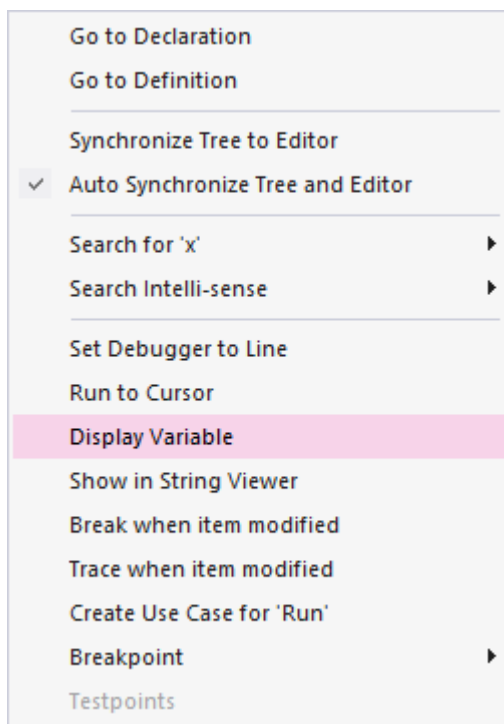 Go to Declaration
Go to Definition
Synchronize Tree to Editor
Auto Synchronize Tree and Editor
Search for 'x'
Search Intelli-sense
Set Debugger to Line
Run to Cursor
Display Variable
Show in String Viewer
Break when item modified
Trace when item modified
Create Use Case for 'Run'
Breakpoint
Testpoints